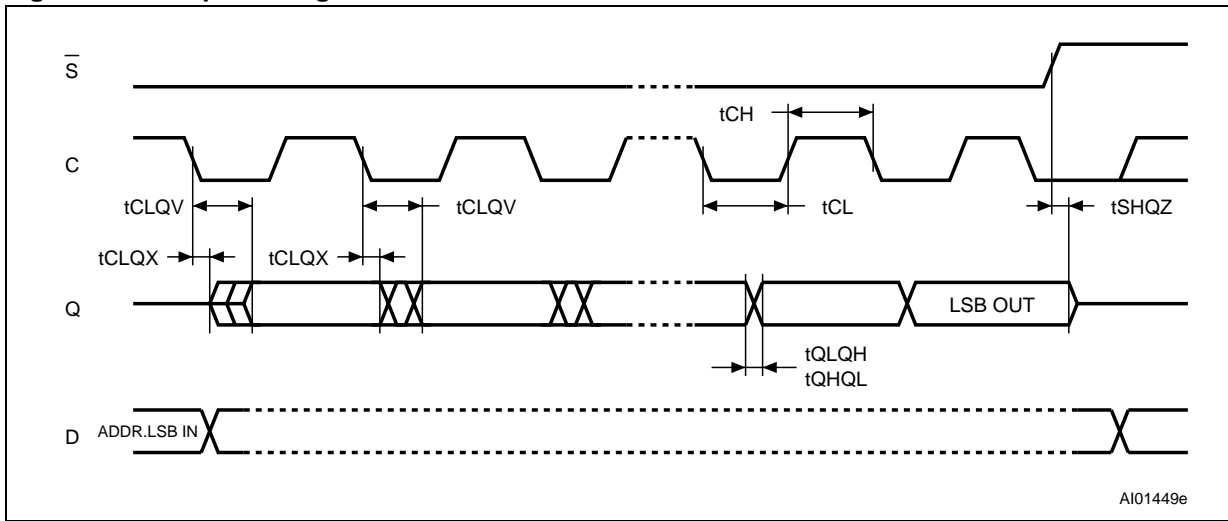 S
tCH
C
tCLQV
tCLQV
tCL
tSHQZ
tCLQX
tCLQX
Q
LSB OUT
tQLQH
tQHQL
D
ADDR.LSB IN
AI01449e